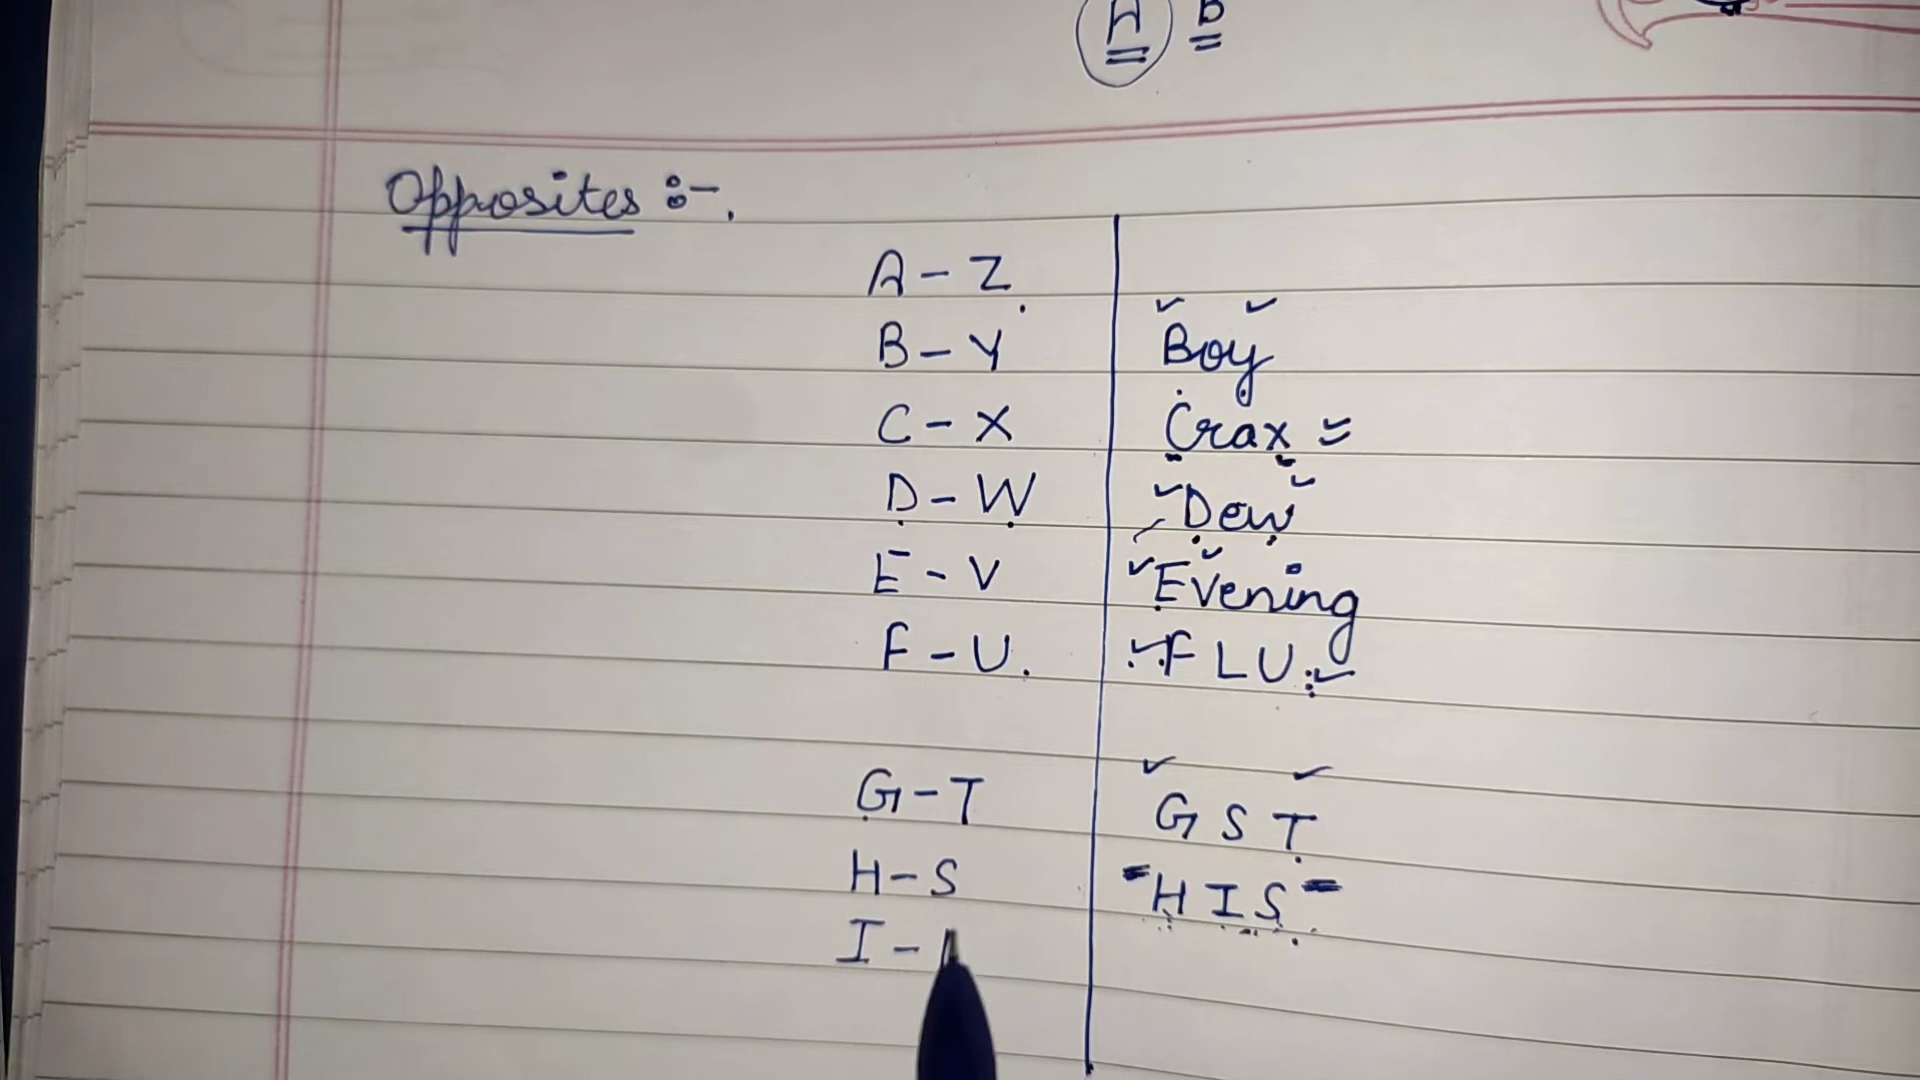 Opposites :-
A - Z
B - Y Boy
C - X Crax
D - W Dew
E - V Evening
F - U. FLU
G - T GST
H - S HIS
I -